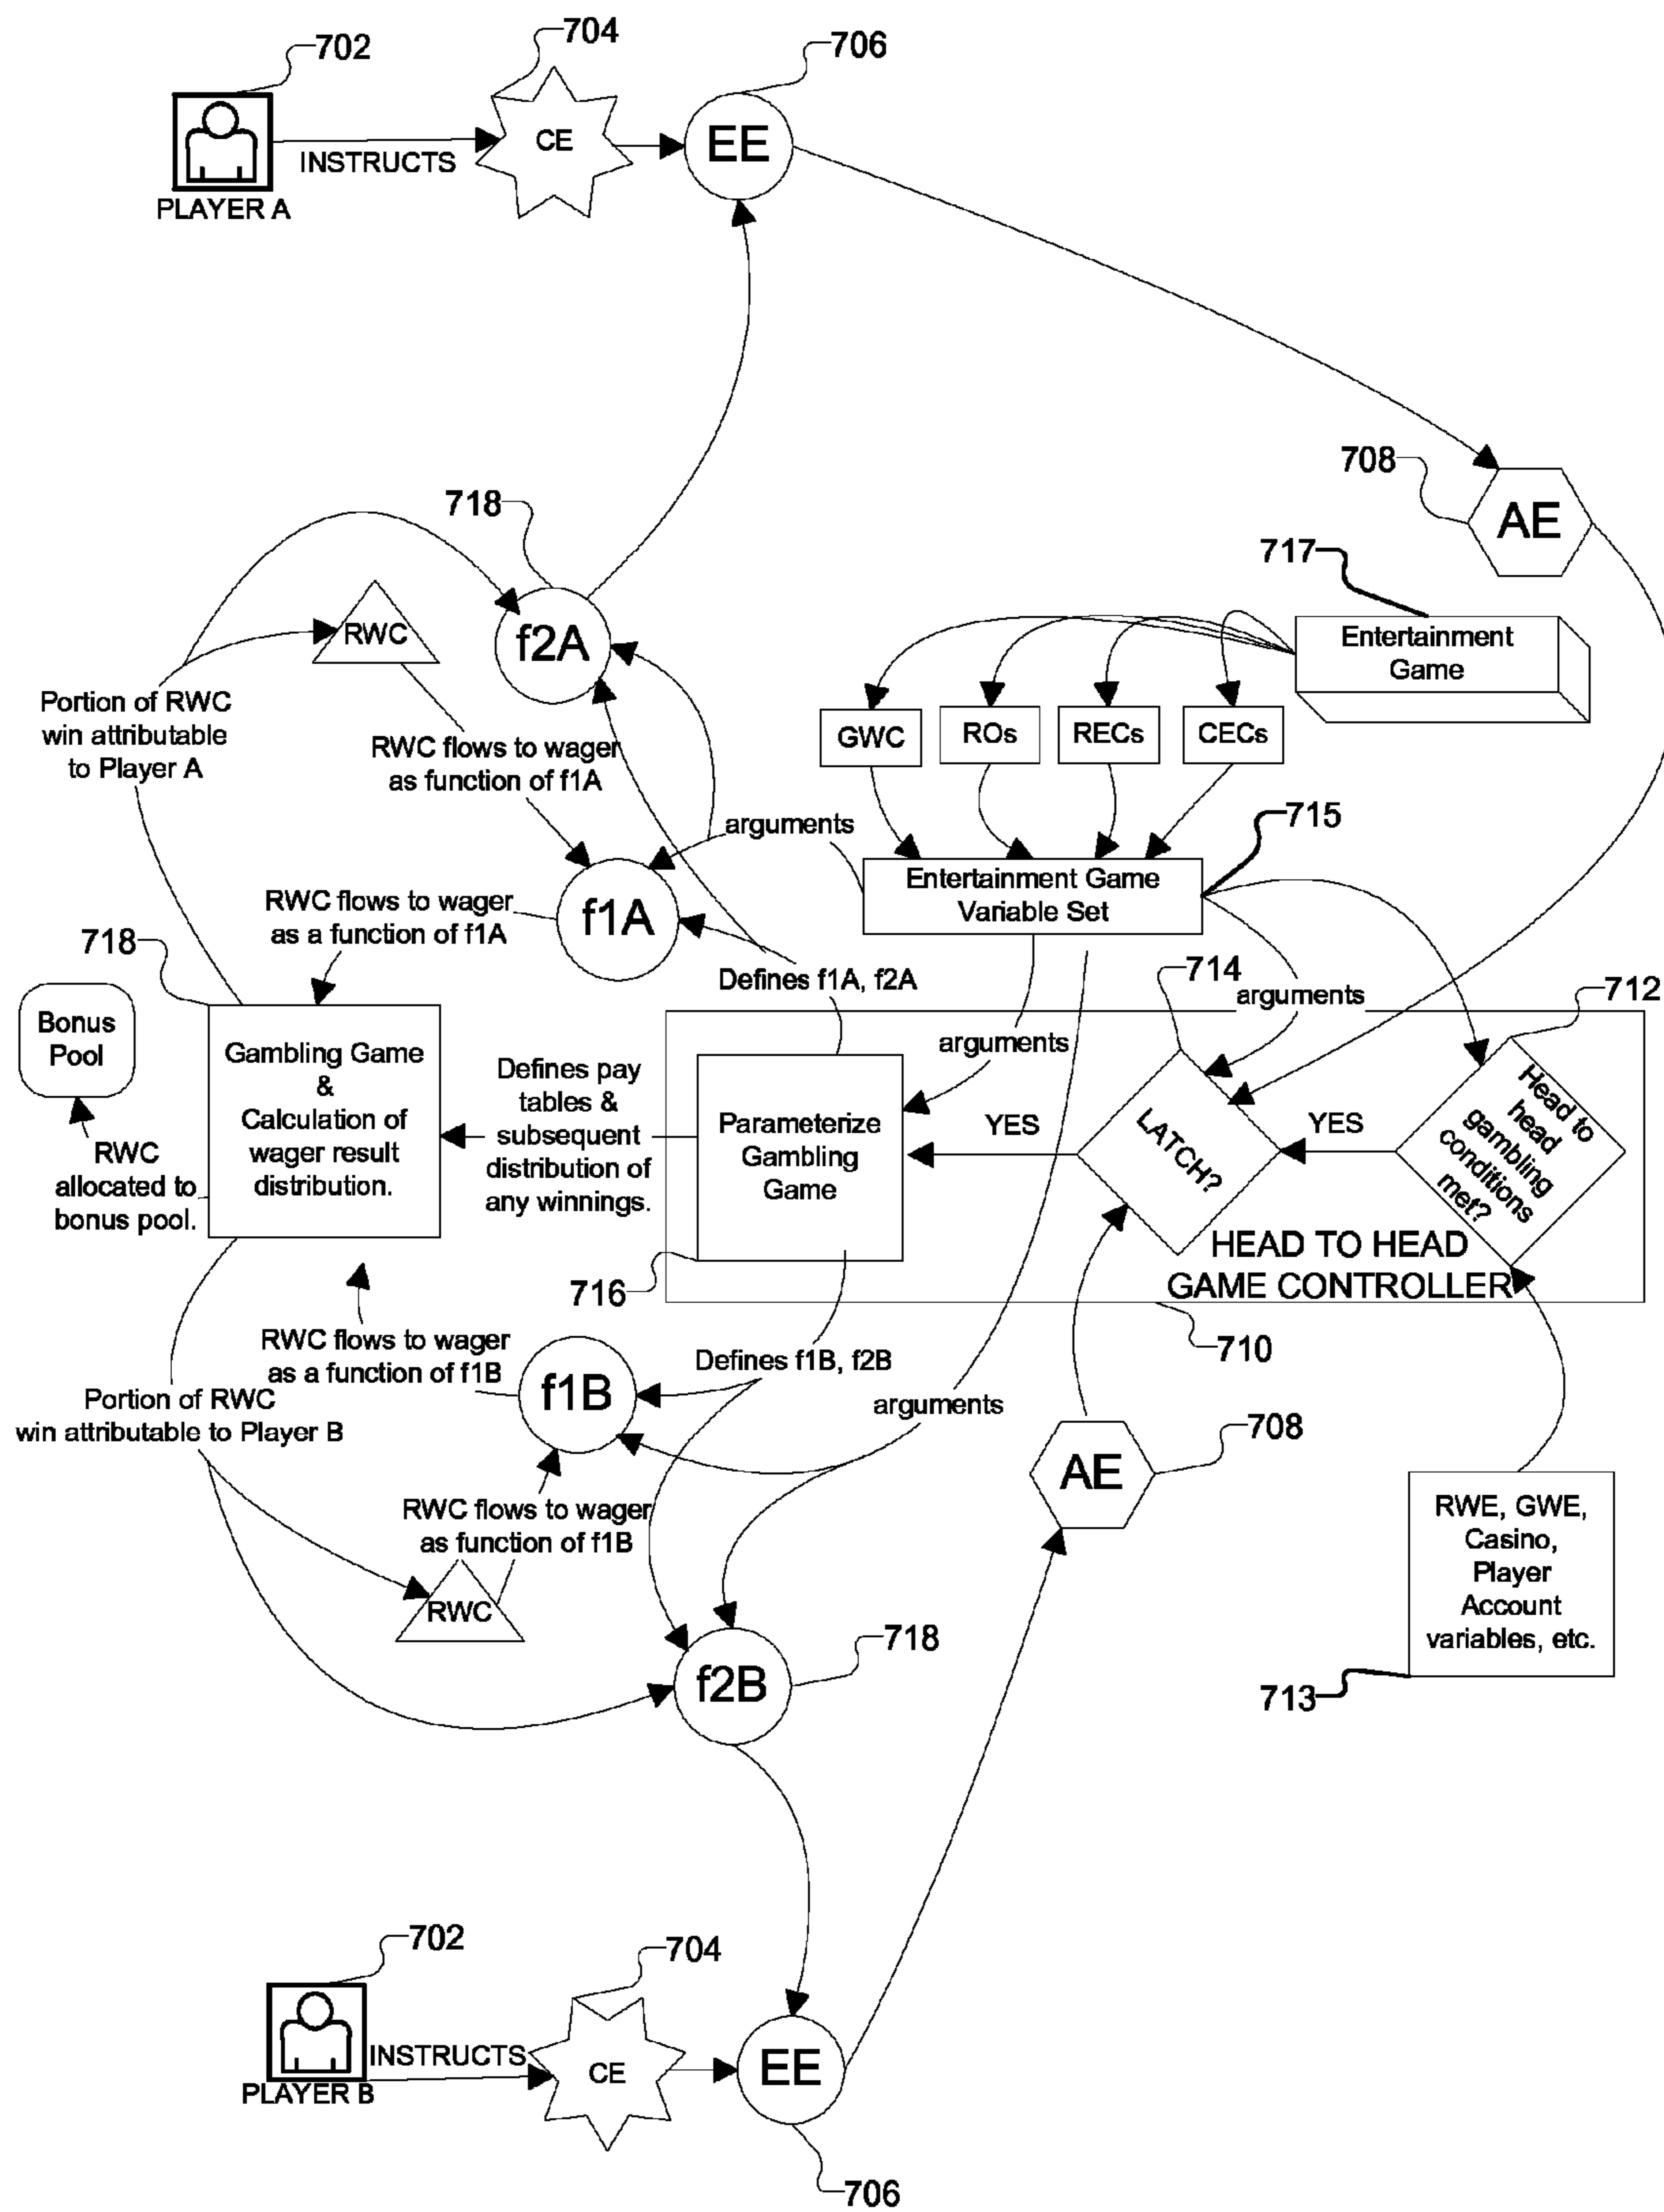 702
704
706
CE
EE
INSTRUCTS
PLAYER A
708
AE
718
717
f2A
RWC
Entertainment
Game
Portion of RWC
win attributable
to Player A
GWC
ROs
RECs
CECs
RWC flows to wager
as function of f1A
arguments
715
Entertainment Game
Variable Set
RWC flows to wager
as a function of f1A
f1A
718
Defines f1A, f2A
714
arguments
712
Bonus
Pool
Gambling Game
&
Calculation of
wager result
distribution.
Defines pay
tables &
subsequent
distribution of
any winnings.
arguments
Parameterize
Gambling
Game
YES
LATCH?
YES
Head to
head
gambling
conditions
met?
RWC
allocated to
bonus pool.
HEAD TO HEAD
GAME CONTROLLER
716
710
RWC flows to wager
as a function of f1B
f1B
Defines f1B, f2B
Portion of RWC
win attributable to Player B
arguments
708
AE
RWC flows to wager
as function of f1B
RWC
RWE, GWE,
Casino,
Player
Account
variables, etc.
718
f2B
713
702
704
INSTRUCTS
CE
EE
PLAYER B
706